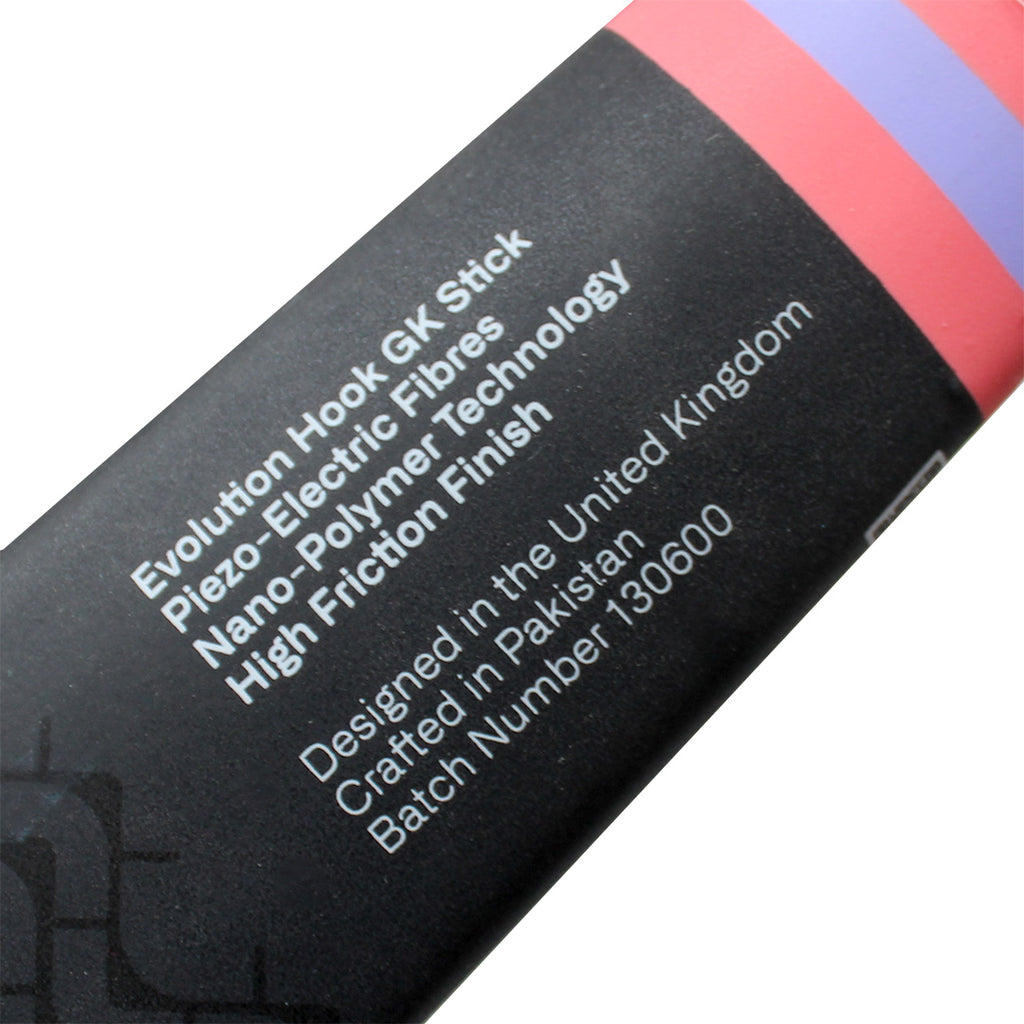 Evolution Hook GK Stick
Piezo-Electric Fibres
Nano-Polymer Technology
High Friction Finish
Designed in the United Kingdom
Crafted in Pakistan
Batch Number 130600